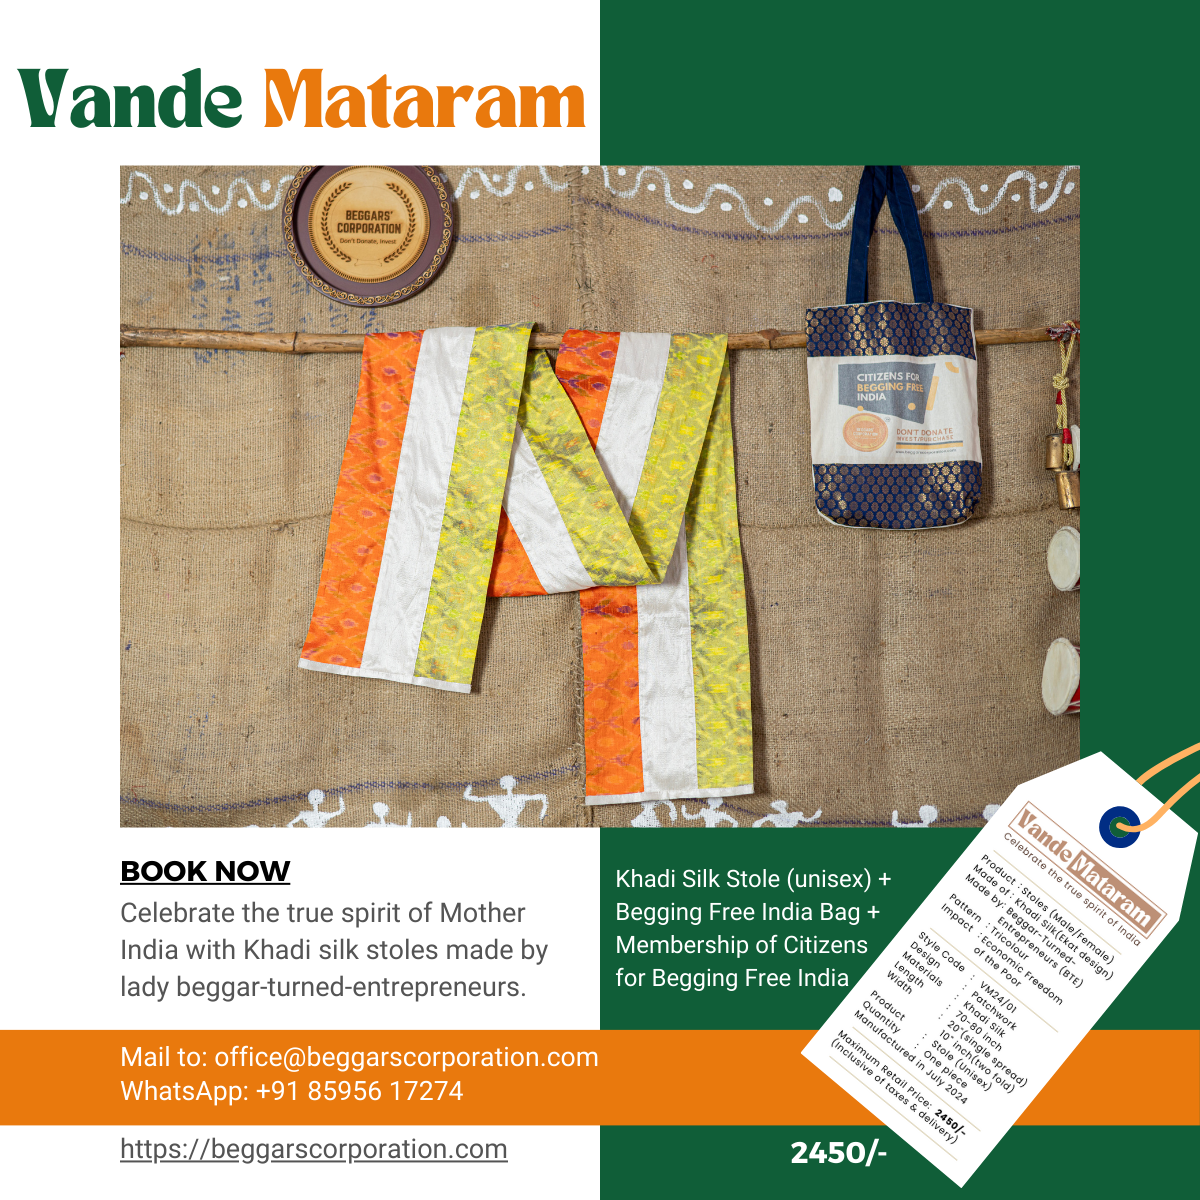 Vande Mataram
BEGGARS'
CORPORATION
Don't Donate, Invest
CITIZENS FOR
BEGGING FREE
INDIA
DON'T DONATE
INVEST/PURCHASE
BOOK NOW
Celebrate the true spirit of Mother
India with Khadi silk stoles made by
lady beggar-turned-entrepreneurs.
Khadi Silk Stole (unisex) +
Begging Free India Bag +
Membership of Citizens
for Begging Free India
Mail to: office@beggarscorporation.com
WhatsApp: +91 85956 17274
https://beggarscorporation.com
2450/-
Vande Mataram
Celebrate the true spirit of India
Product : Stoles (Male/Female)
Made of : Khadi Silk(Ekat design)
Made by: Beggar-Turned-
Entrepreneurs (BTE)
Pattern : Tricolour
Impact : Economic Freedom
of the Poor
Style Code : VM24/01
Design : Patchwork
Materials : Khadi Silk
Length : 70-80 inch
Width : 20"(single spread)
10" inch(two fold)
Product : Stole (unisex)
Quantity : One piece
Manufactured in July 2024
Maximum Retail Price: 2450/-
(Inclusive of taxes & delivery)